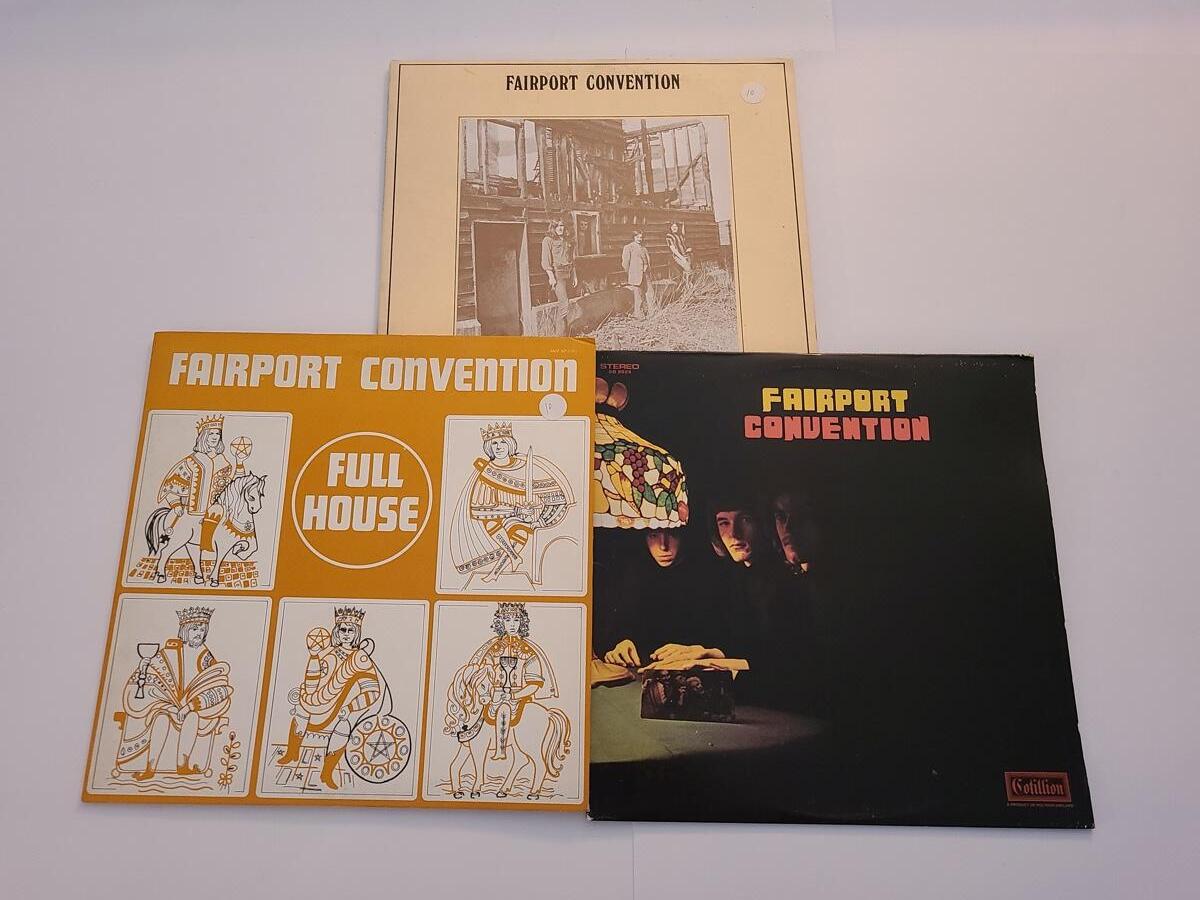 FAIRPORT CONVENTION
10
FAIRPORT CONVENTION
10
FULL
HOUSE
STEREO
FAIRPORT
CONVENTION
Cotillion